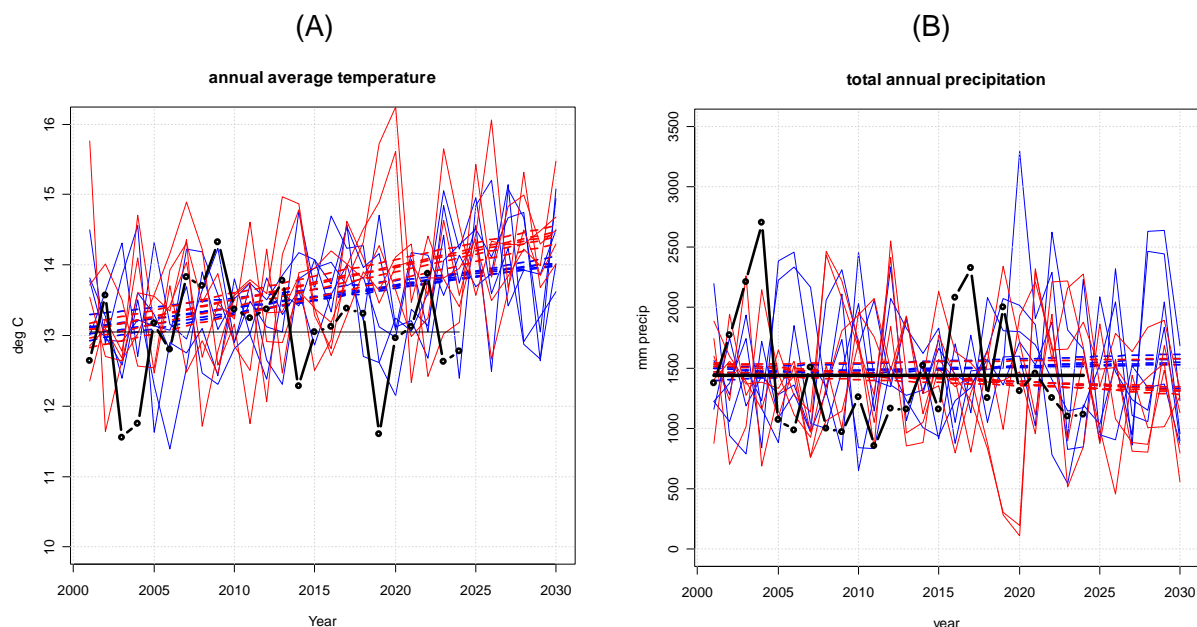 (A)
(B)
annual average temperature
total annual precipitation
deg C
16
15
14
13
12
11
10
2000 2005 2010 2015 2020 2025 2030
Year
mm precip
3500
3000
2500
2000
1500
1000
500
0
2000 2005 2010 2015 2020 2025 2030
year